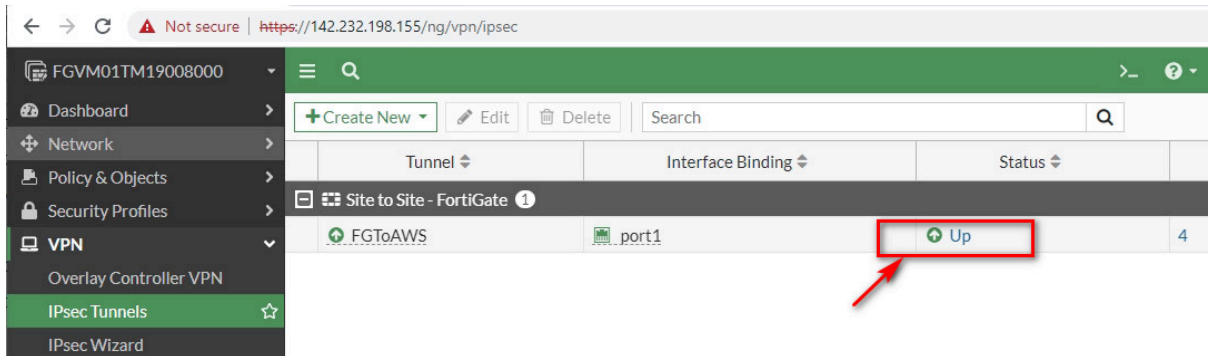 Not secure | https://142.232.198.155/ng/vpn/ipsec
FGVM01TM19008000
>_
?
Dashboard
+Create New
Edit
Delete
Search
Network
Tunnel
Interface Binding
Status
Policy & Objects
Security Profiles
Site to Site - FortiGate 1
VPN
FGToAWS
port1
Up
4
Overlay Controller VPN
IPsec Tunnels
IPsec Wizard